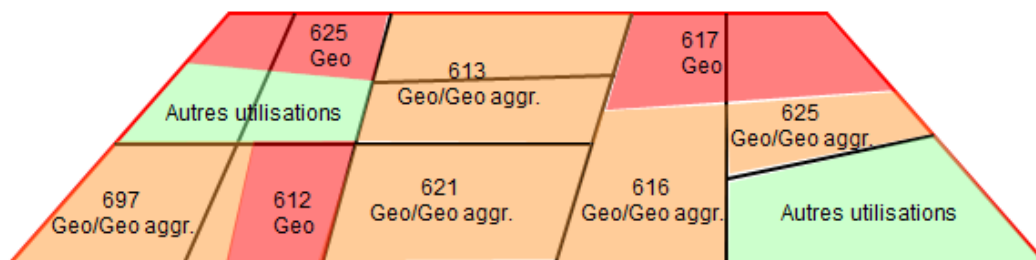 625
Geo
617
Geo
613
Geo/Geo aggr.
Autres utilisations
625
Geo/Geo aggr.
697
Geo/Geo aggr.
612
Geo
621
Geo/Geo aggr.
616
Geo/Geo aggr.
Autres utilisations